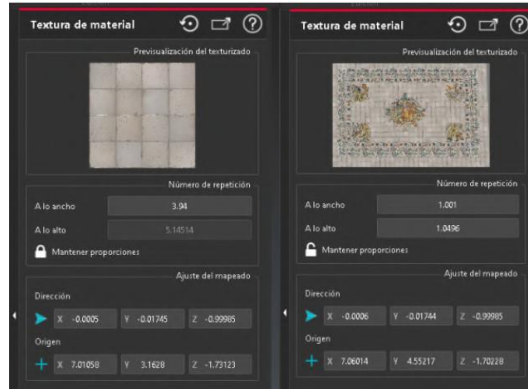 Textura de material
Previsualización del texturizado
Número de repetición
A lo ancho 3.94
A lo alto 5.14514
Mantener proporciones
Ajuste del mapeado
Dirección
X -0.0005 Y -0.01745 Z -0.99985
Origen
X 7.01058 Y 3.1628 Z -1.73123
Textura de material
Previsualización del texturizado
Número de repetición
A lo ancho 1.001
A lo alto 1.0496
Mantener proporciones
Ajuste del mapeado
Dirección
X -0.0006 Y -0.01744 Z -0.99985
Origen
X 7.06014 Y 4.55217 Z -1.70228